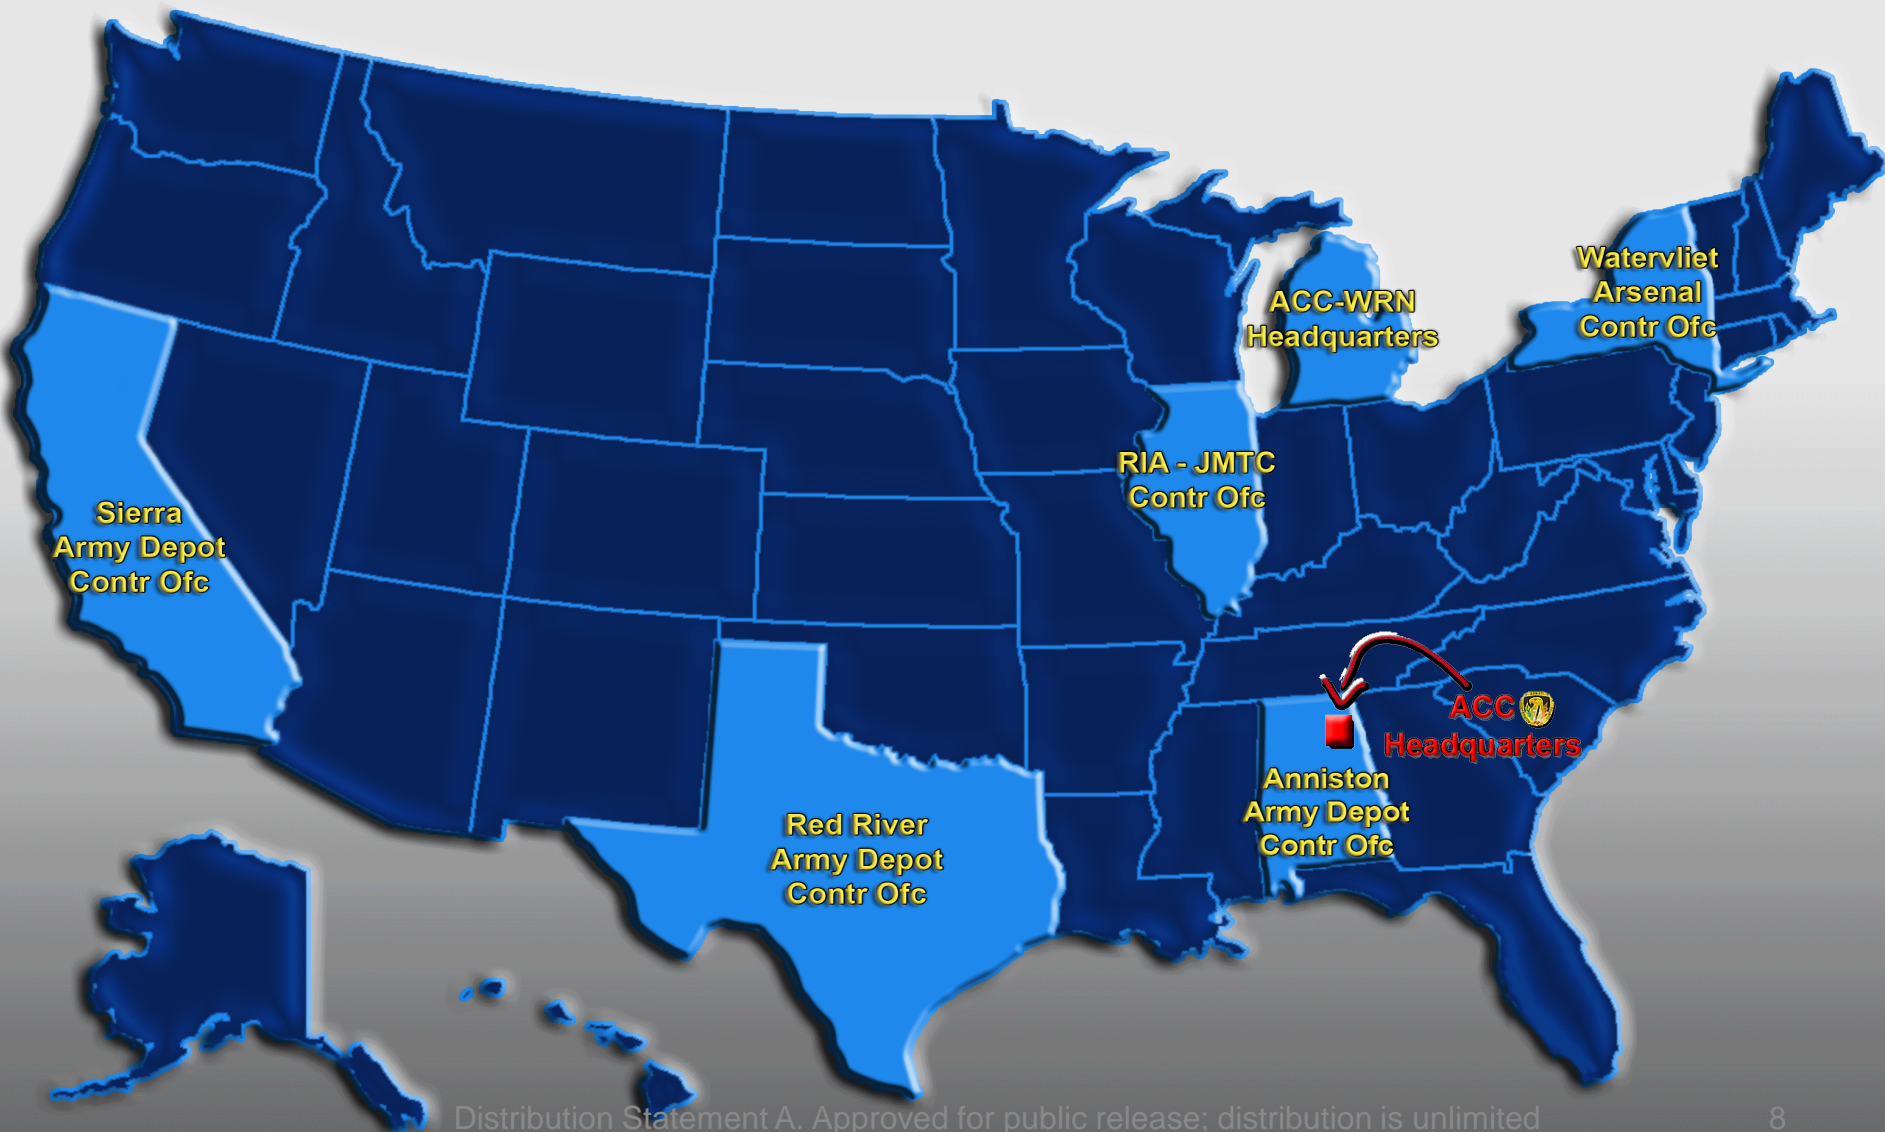 Watervliet
Arsenal
Contr Ofc
ACC-WRN
Headquarters
RIA - JMTC
Contr Ofc
Sierra
Army Depot
Contr Ofc
ACC
Headquarters
Anniston
Army Depot
Contr Ofc
Red River
Army Depot
Contr Ofc
Distribution Statement A. Approved for public release; distribution is unlimited
8